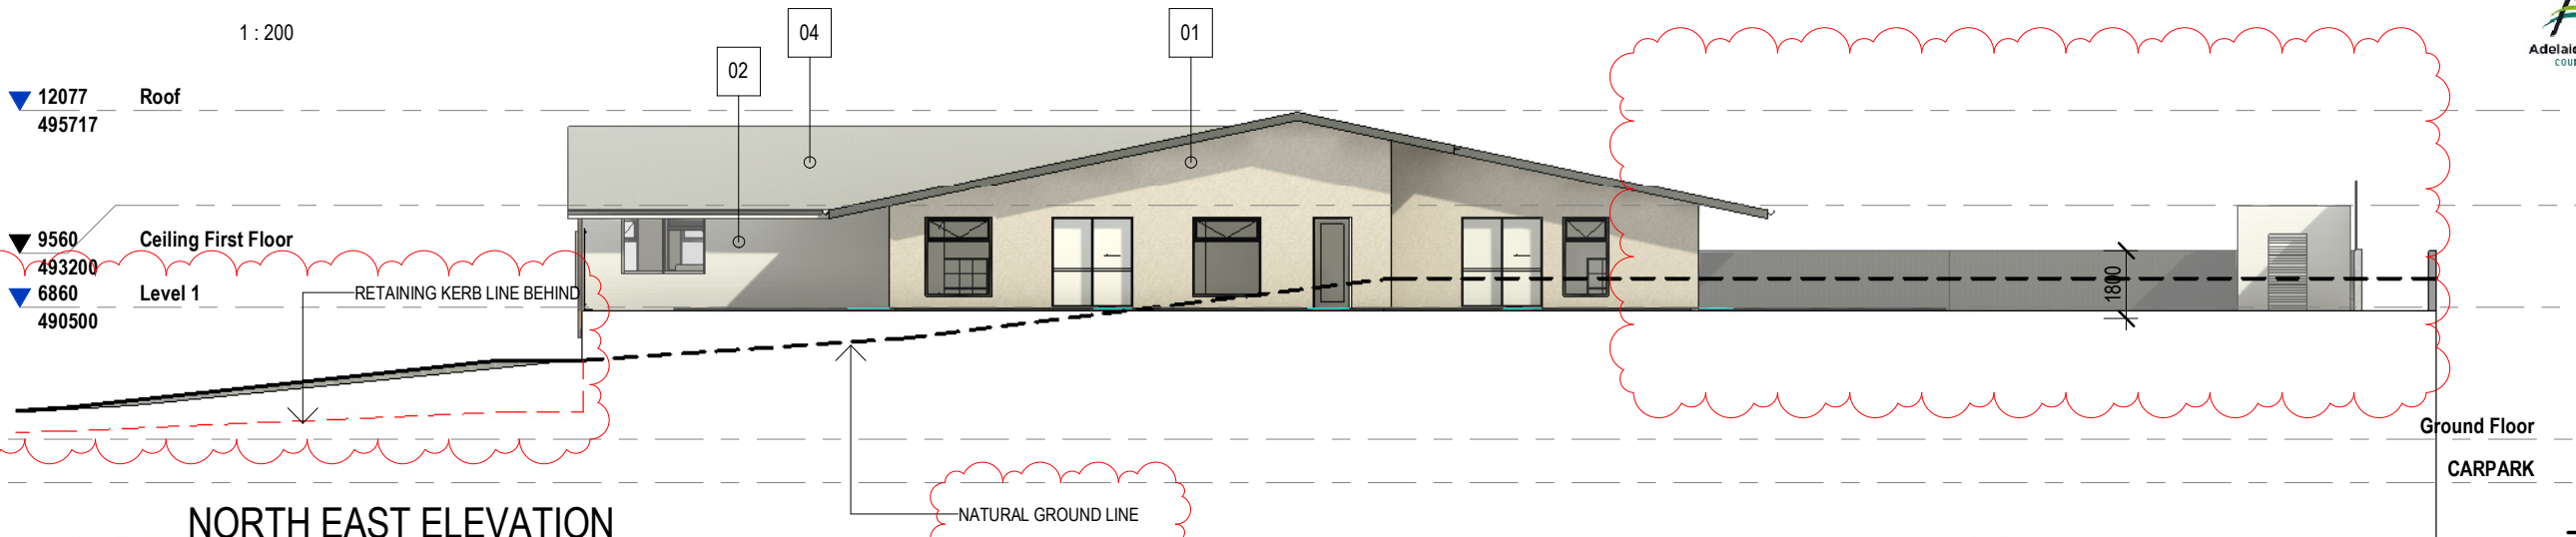 1 : 200
04
01
02
12077 Roof
495717
9560 Ceiling First Floor
493200
6860 Level 1
490500
RETAINING KERB LINE BEHIND
1800
Ground Floor
CARPARK
NATURAL GROUND LINE
NORTH EAST ELEVATION